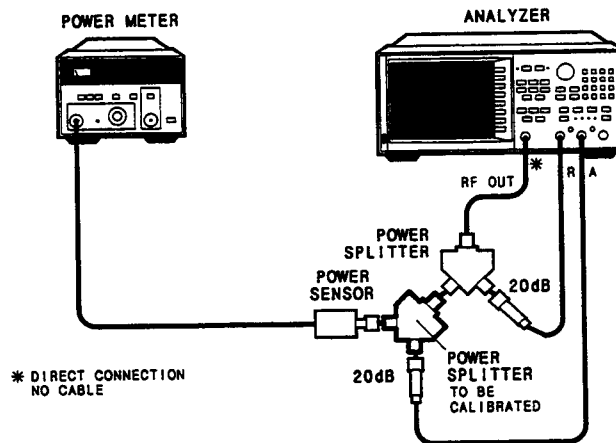 POWER METER
ANALYZER
RF OUT
*
R
A
POWER
SPLITTER
20dB
POWER
SENSOR
* DIRECT CONNECTION
NO CABLE
20dB
POWER
SPLITTER
TO BE
CALIBRATED